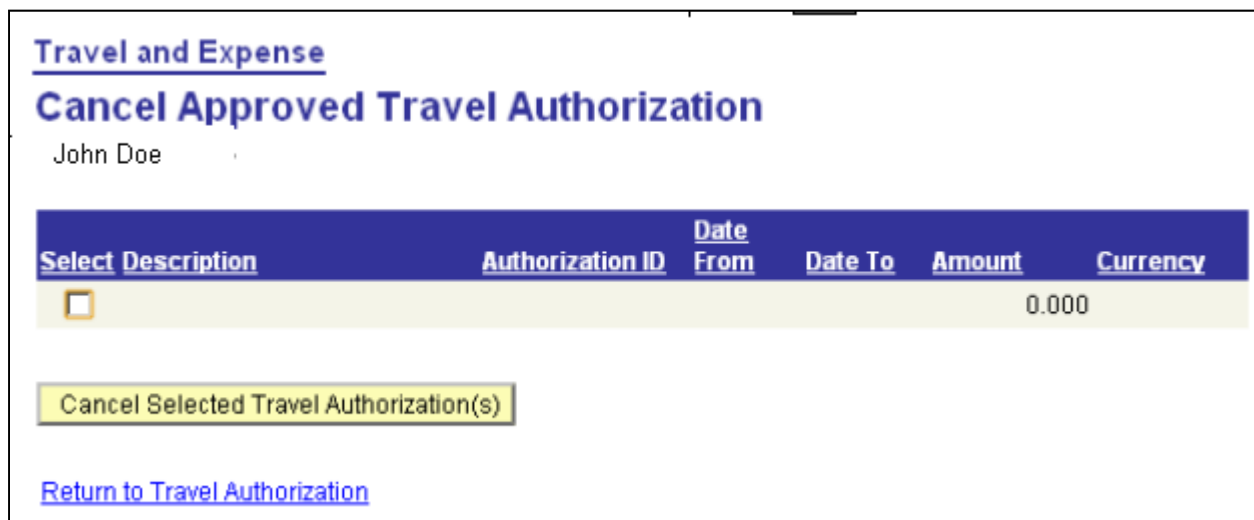 Travel and Expense
Cancel Approved Travel Authorization
John Doe
Select Description Authorization ID Date From Date To Amount Currency
0.000
Cancel Selected Travel Authorization(s)
Return to Travel Authorization